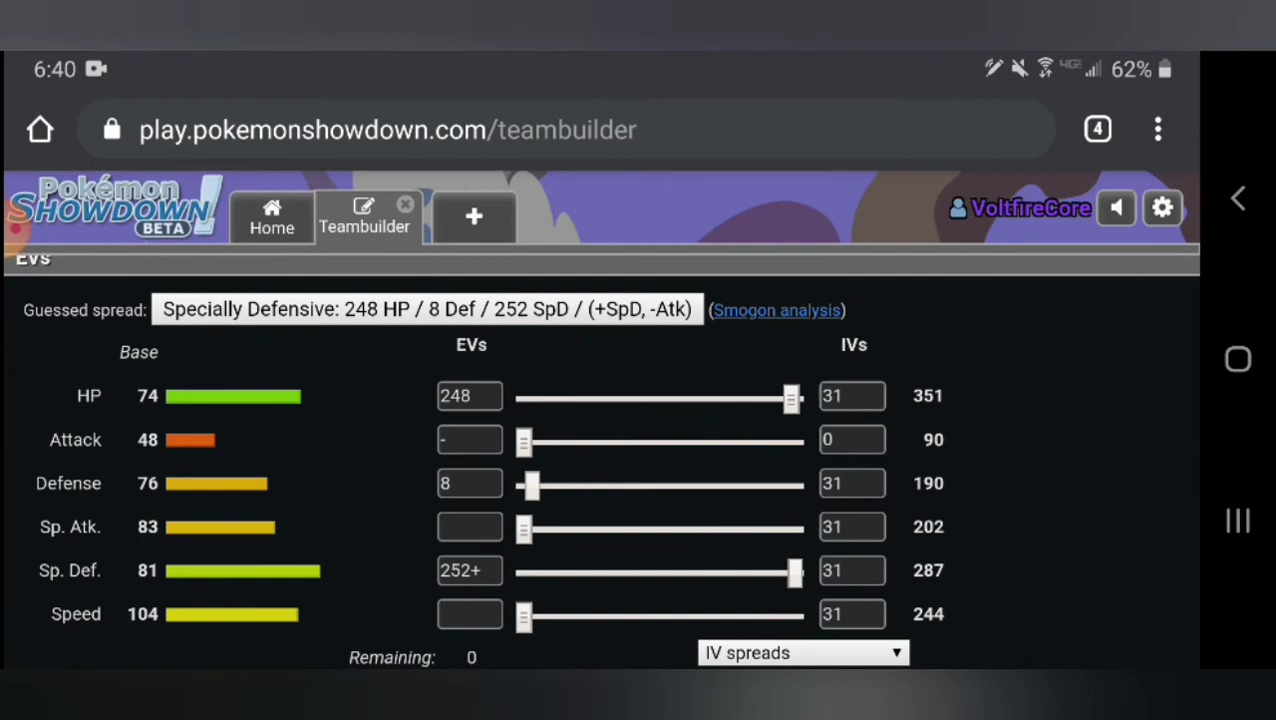 6:40 4GE 62%
play.pokemonshowdown.com/teambuilder 4
Pokémon SHOWDOWN! BETA
Home
Teambuilder
+
VoltfireCore
EVs
Guessed spread: Specially Defensive: 248 HP / 8 Def / 252 SpD / (+SpD, -Atk) (Smogon analysis)
Base EVs IVs
HP 74 248 31 351
Attack 48 - 0 90
Defense 76 8 31 190
Sp. Atk. 83 31 202
Sp. Def. 81 252+ 31 287
Speed 104 31 244
Remaining: 0 IV spreads